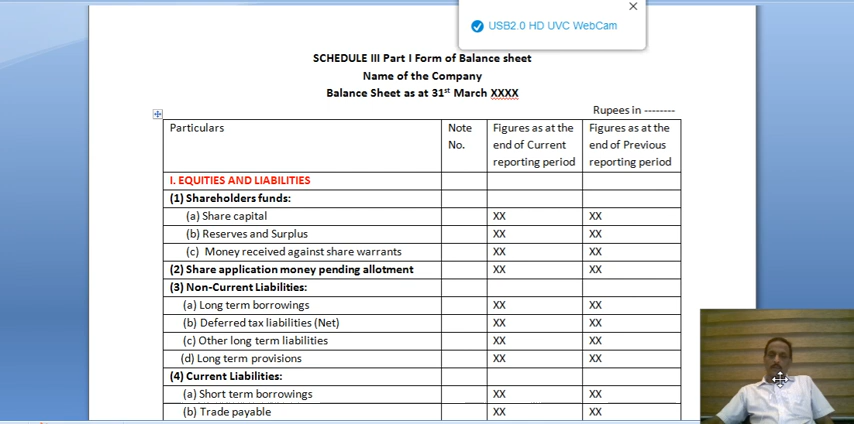 USB2.0 HD UVC WebCam
SCHEDULE III Part I Form of Balance sheet
Name of the Company
Balance Sheet as at 31st March XXXX
Rupees in --------
Particulars Note No. Figures as at the end of Current reporting period Figures as at the end of Previous reporting period
I. EQUITIES AND LIABILITIES
(1) Shareholders funds:
(a) Share capital XX XX
(b) Reserves and Surplus XX XX
(c) Money received against share warrants XX XX
(2) Share application money pending allotment XX XX
(3) Non-Current Liabilities:
(a) Long term borrowings XX XX
(b) Deferred tax liabilities (Net) XX XX
(c) Other long term liabilities XX XX
(d) Long term provisions XX XX
(4) Current Liabilities:
(a) Short term borrowings XX XX
(b) Trade payable XX XX